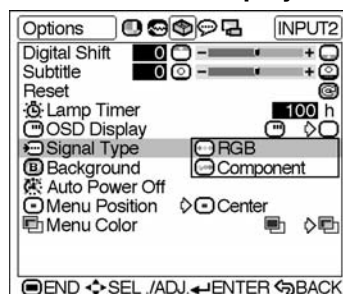 Options INPUT2
Digital Shift 0 - +
Subtitle 0 - +
Reset
Lamp Timer 100 h
OSD Display
Signal Type RGB
Background Component
Auto Power Off
Menu Position Center
Menu Color
END SEL./ADJ. ENTER BACK